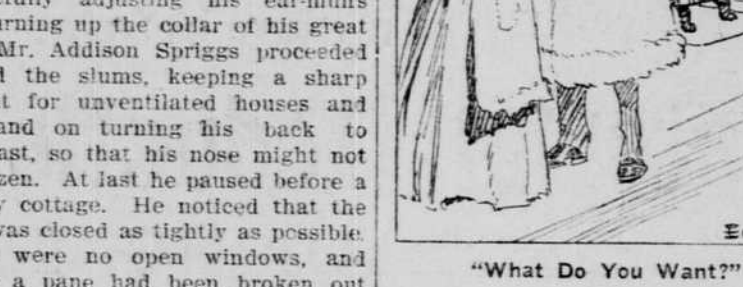 adjusting his ear-muffs
urning up the collar of his great
Mr. Addison Spriggs proceeded
the slums, keeping a sharp
t for unventilated houses and
and on turning his back to
ast, so that his nose might not
zen. At last he paused before a
y cottage. He noticed that the
was closed as tightly as possible.
were no open windows, and
a pane had been broken out
"What Do You Want?"